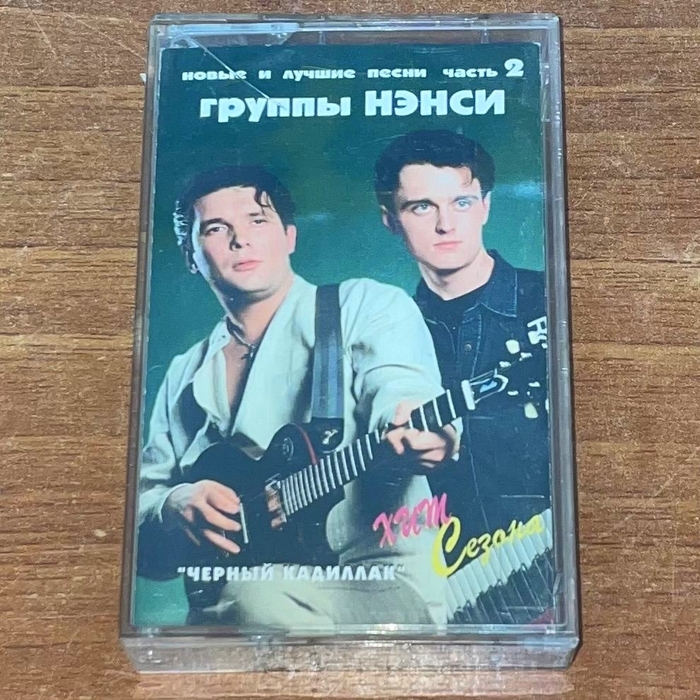 новые и лучшие песни часть 2
группы НЭНСИ
хит
Сезона
"ЧЕРНЫЙ КАДИЛЛАК"